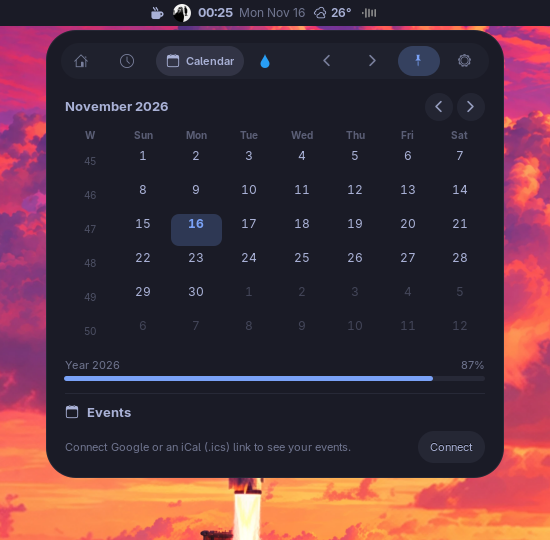 00:25 Mon Nov 16 26°
Calendar
November 2026
W Sun Mon Tue Wed Thu Fri Sat
45 1 2 3 4 5 6 7
46 8 9 10 11 12 13 14
47 15 16 17 18 19 20 21
48 22 23 24 25 26 27 28
49 29 30 1 2 3 4 5
50 6 7 8 9 10 11 12
Year 2026 87%
Events
Connect Google or an iCal (.ics) link to see your events. Connect